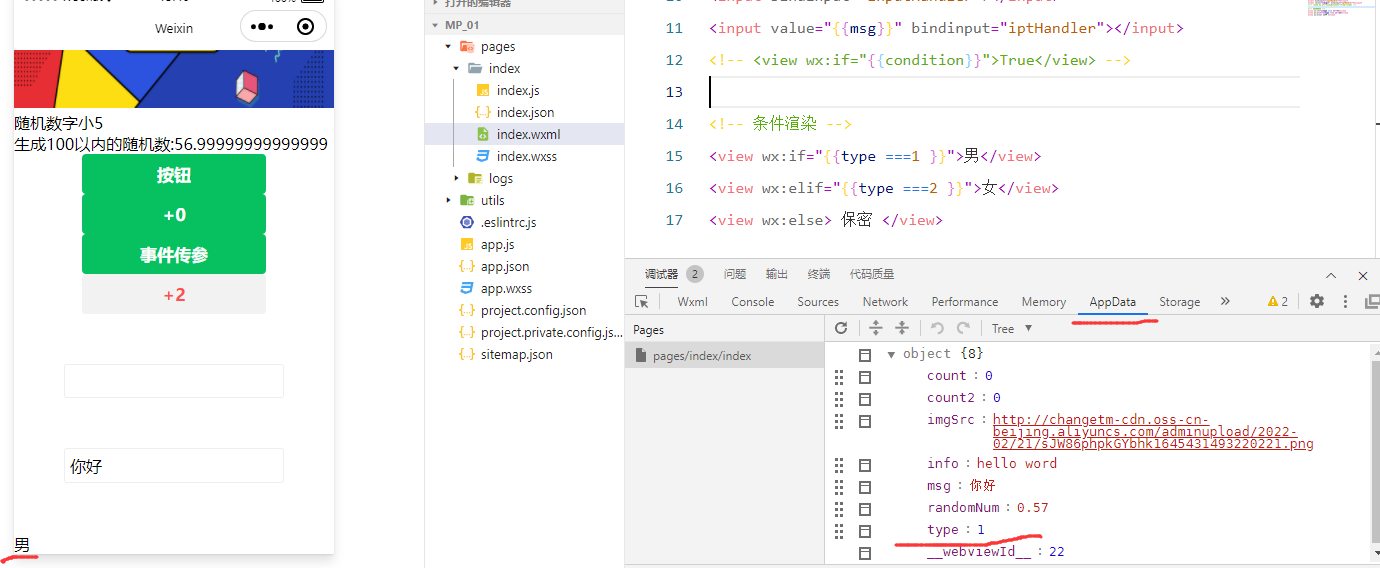 Weixin
随机数字小5
生成100以内的随机数:56.99999999999999
按钮
+0
事件传参
+2
你好
男
MP_01
pages
index
index.js
index.json
index.wxml
index.wxss
logs
utils
.eslintrc.js
app.js
app.json
app.wxss
project.config.json
project.private.config.js...
sitemap.json
11 <input value="{{msg}}" bindinput="iptHandler"></input>
12 <!-- <view wx:if="{{condition}}">True</view> -->
13
14 <!-- 条件渲染 -->
15 <view wx:if="{{type ===1 }}">男</view>
16 <view wx:elif="{{type ===2 }}">女</view>
17 <view wx:else> 保密 </view>
调试器 2 问题 输出 终端 代码质量
Wxml Console Sources Network Performance Memory AppData Storage » 2
Pages
Tree
pages/index/index
object {8}
count : 0
count2 : 0
imgSrc : http://changetm-cdn.oss-cn-
beijing.aliyuncs.com/adminupload/2022-
02/21/sJW86phpkGYbhk1645431493220221.png
info : hello word
msg : 你好
randomNum : 0.57
type : 1
__webviewId__ : 22